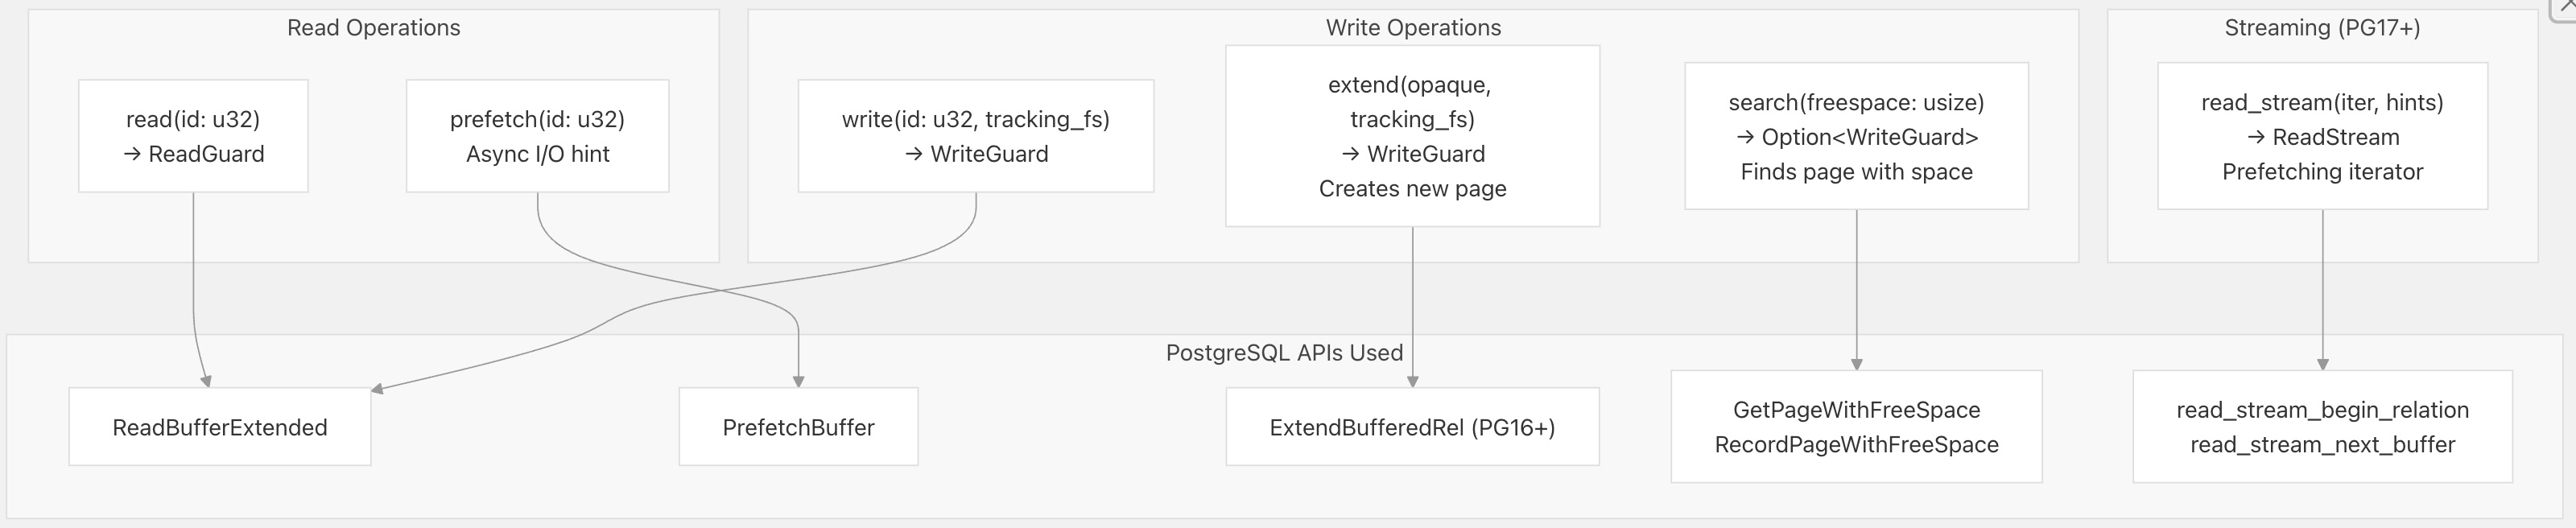 Read Operations
read(id: u32)
→ ReadGuard
prefetch(id: u32)
Async I/O hint
Write Operations
write(id: u32, tracking_fs)
→ WriteGuard
extend(opaque,
tracking_fs)
→ WriteGuard
Creates new page
search(freespace: usize)
→ Option<WriteGuard>
Finds page with space
Streaming (PG17+)
read_stream(iter, hints)
→ ReadStream
Prefetching iterator
PostgreSQL APIs Used
ReadBufferExtended
PrefetchBuffer
ExtendBufferedRel (PG16+)
GetPageWithFreeSpace
RecordPageWithFreeSpace
read_stream_begin_relation
read_stream_next_buffer